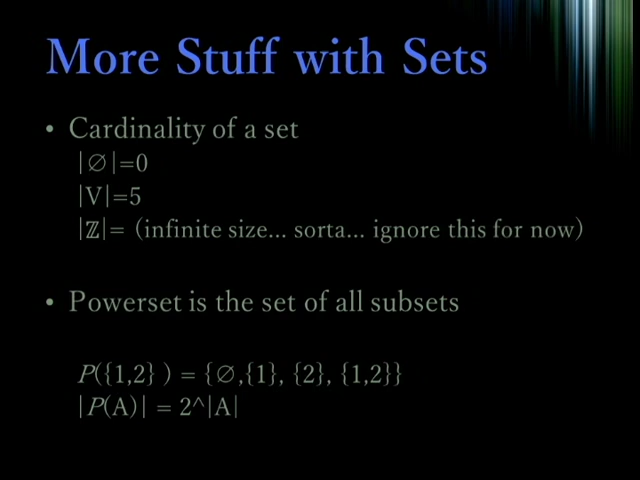 More Stuff with Sets
• Cardinality of a set
|∅|=0
|V|=5
|ℤ|= (infinite size... sorta... ignore this for now)
• Powerset is the set of all subsets
P({1,2} ) = {∅,{1}, {2}, {1,2}}
|P(A)| = 2^|A|